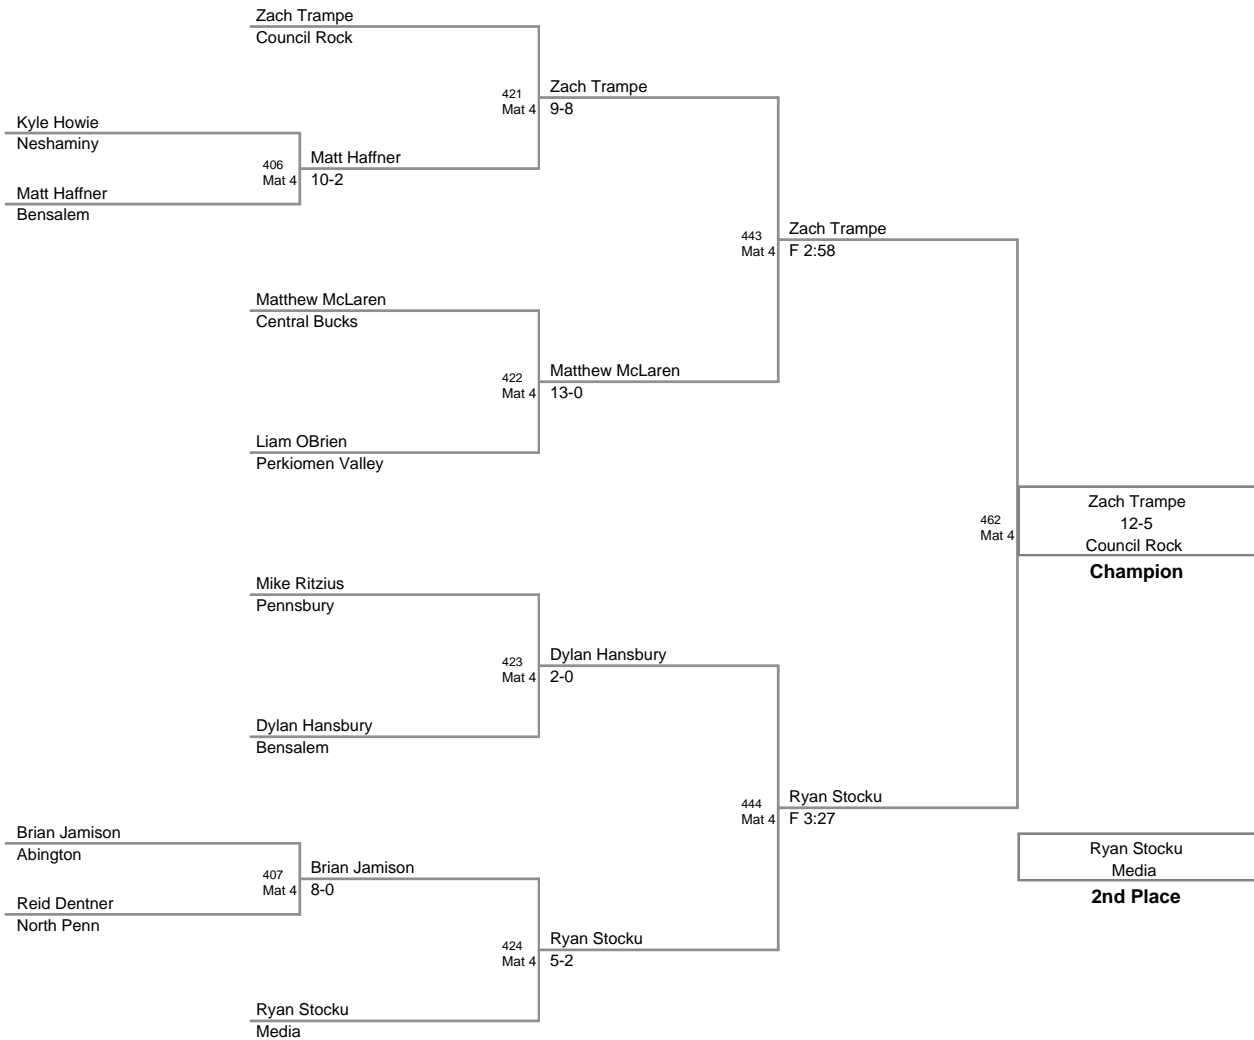 Zach Trampe
Council Rock
421
Mat 4
Zach Trampe
9-8
Kyle Howie
Neshaminy
406
Mat 4
Matt Haffner
10-2
Matt Haffner
Bensalem
443
Mat 4
Zach Trampe
F 2:58
Matthew McLaren
Central Bucks
422
Mat 4
Matthew McLaren
13-0
Liam OBrien
Perkiomen Valley
462
Mat 4
Zach Trampe
12-5
Council Rock
Champion
Mike Ritzius
Pennsbury
423
Mat 4
Dylan Hansbury
2-0
Dylan Hansbury
Bensalem
444
Mat 4
Ryan Stocku
F 3:27
Brian Jamison
Abington
407
Mat 4
Brian Jamison
8-0
Reid Dentner
North Penn
Ryan Stocku
Media
2nd Place
424
Mat 4
Ryan Stocku
5-2
Ryan Stocku
Media